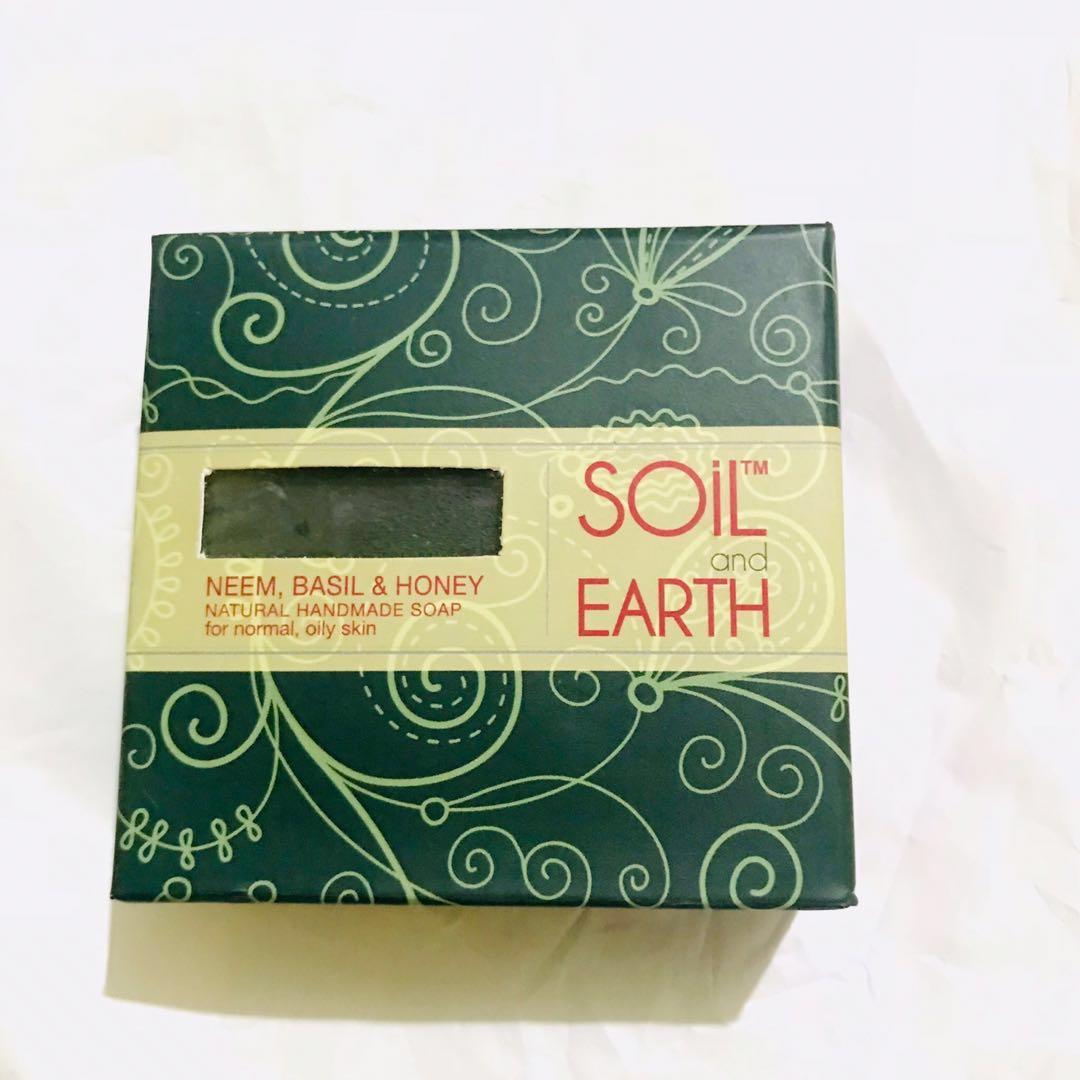 NEEM, BASIL & HONEY
NATURAL HANDMADE SOAP
for normal, oily skin
SOiL™
and
EARTH